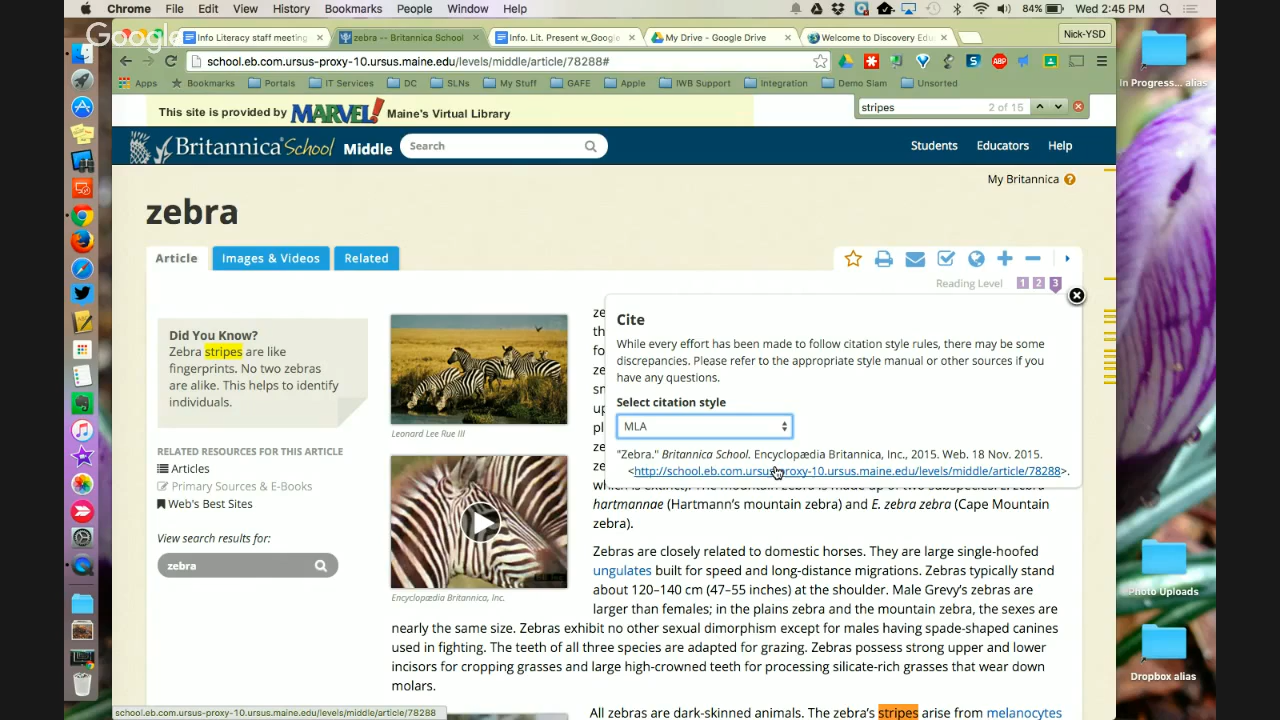 Chrome File Edit View History Bookmarks People Window Help 84% Wed 2:45 PM
Google
Info Literacy staff meeting zebra -- Britannica School Info. Lit. Present w_Google My Drive - Google Drive Welcome to Discovery Edu Nick-YSD
school.eb.com.ursus-proxy-10.ursus.maine.edu/levels/middle/article/78288#
Apps Bookmarks Portals IT Services DC SLNs My Stuff GAFE Apple IWB Support Integration Demo Slam Unsorted
In Progress... alias
stripes 2 of 15
This site is provided by MARVEL! Maine's Virtual Library
Britannica School Middle Search Students Educators Help
My Britannica ?
zebra
Article Images & Videos Related
Reading Level 1 2 3
Cite
While every effort has been made to follow citation style rules, there may be some
discrepancies. Please refer to the appropriate style manual or other sources if you
have any questions.
Select citation style
MLA
"Zebra." Britannica School. Encyclopædia Britannica, Inc., 2015. Web. 18 Nov. 2015.
<http://school.eb.com.ursus-proxy-10.ursus.maine.edu/levels/middle/article/78288>.
Did You Know?
Zebra stripes are like
fingerprints. No two zebras
are alike. This helps to identify
individuals.
RELATED RESOURCES FOR THIS ARTICLE
Articles
Primary Sources & E-Books
Web's Best Sites
View search results for:
zebra
Leonard Lee Rue III
Encyclopædia Britannica, Inc.
hartmannae (Hartmann's mountain zebra) and E. zebra zebra (Cape Mountain
zebra).
Zebras are closely related to domestic horses. They are large single-hoofed
ungulates built for speed and long-distance migrations. Zebras typically stand
about 120–140 cm (47–55 inches) at the shoulder. Male Grevy's zebras are
larger than females; in the plains zebra and the mountain zebra, the sexes are
nearly the same size. Zebras exhibit no other sexual dimorphism except for males having spade-shaped canines
used in fighting. The teeth of all three species are adapted for grazing. Zebras possess strong upper and lower
incisors for cropping grasses and large high-crowned teeth for processing silicate-rich grasses that wear down
molars.
All zebras are dark-skinned animals. The zebra's stripes arise from melanocytes
school.eb.com.ursus-proxy-10.ursus.maine.edu/levels/middle/article/78288
Photo Uploads
Dropbox alias